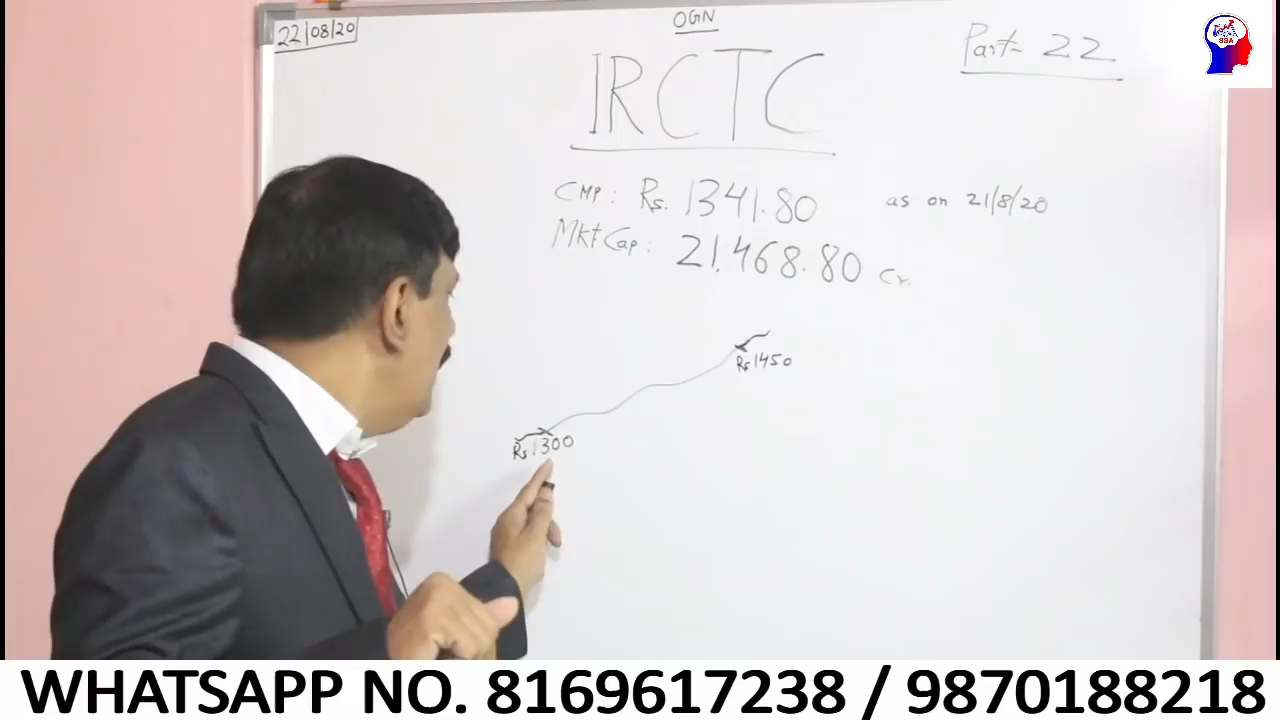 22/08/20
OGN
Part- 22
SSA
IRCTC
CMP: Rs. 1341.80 as on 21/8/20
Mkt Cap: 21,468.80 Cr.
Rs 1450
Rs 1300
WHATSAPP NO. 8169617238 / 9870188218